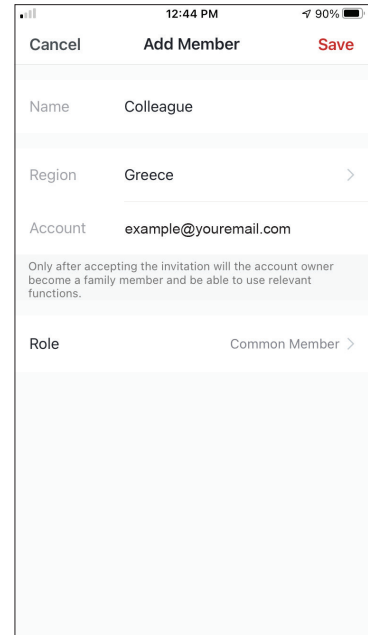 12:44 PM 90%
Cancel Add Member Save
Name Colleague
Region Greece
Account example@youremail.com
Only after accepting the invitation will the account owner
become a family member and be able to use relevant
functions.
Role Common Member